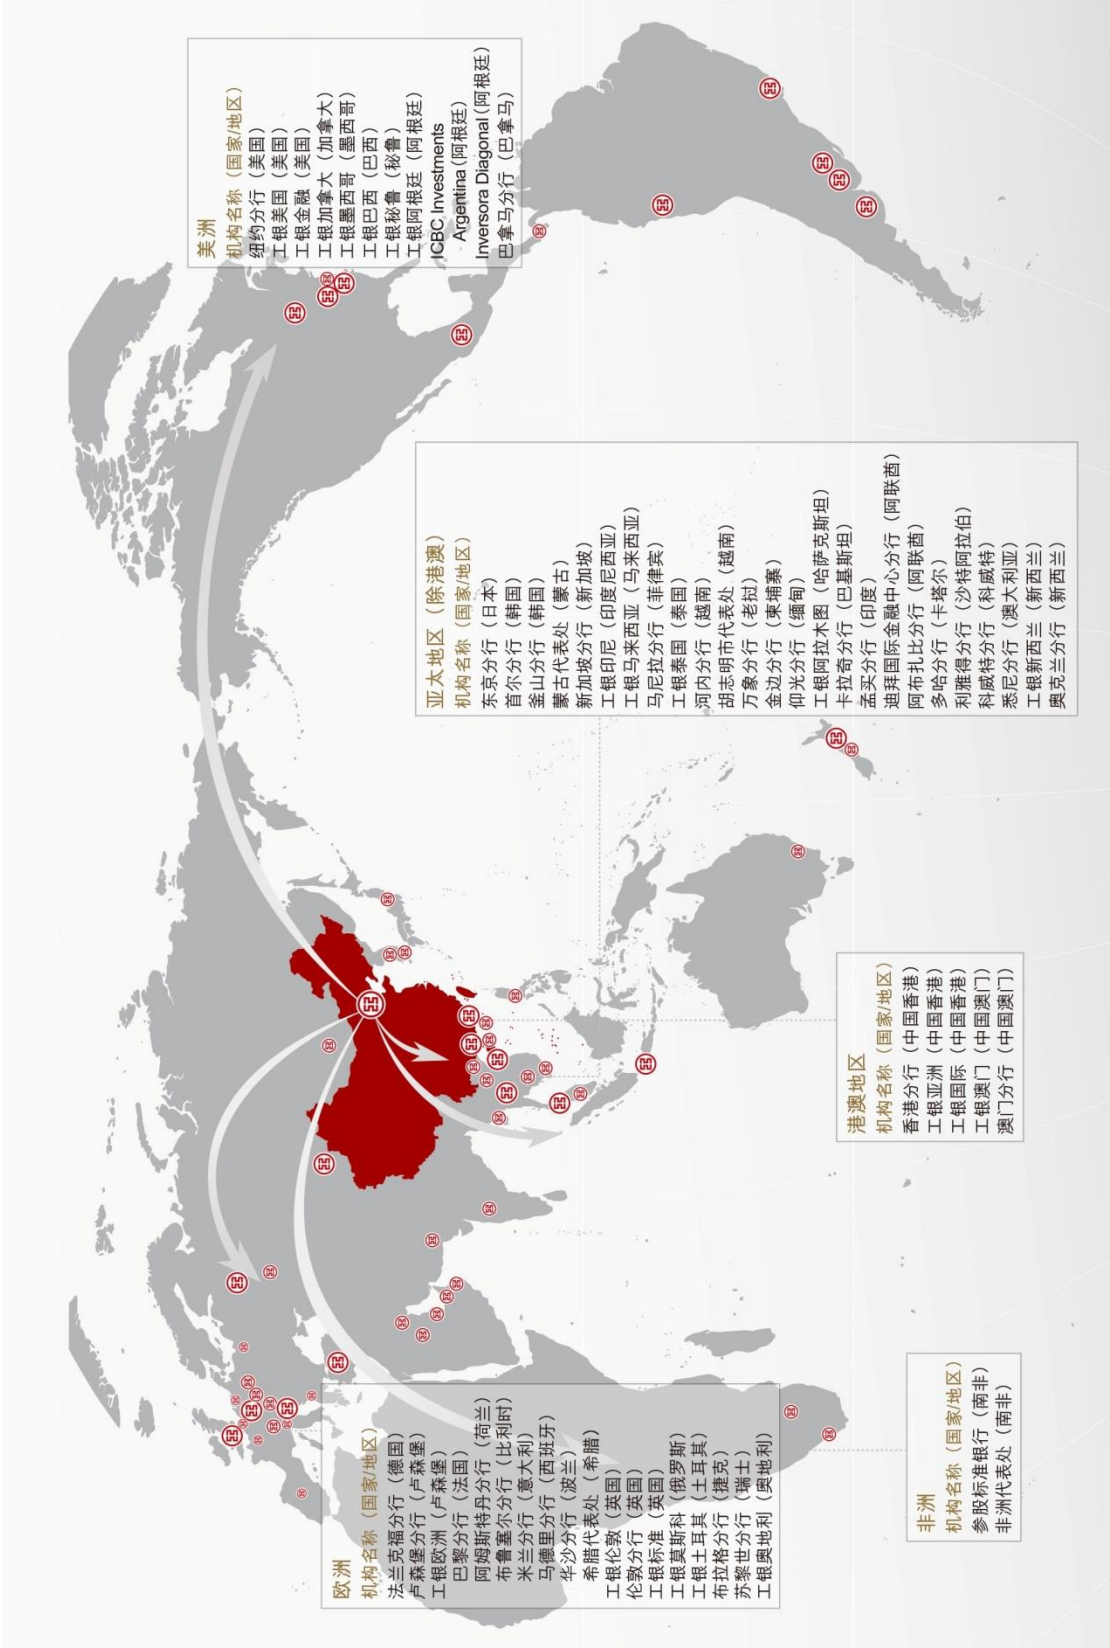 美洲
机构名称（国家/地区）
纽约分行（美国）
工银美国（美国）
工银金融（美国）
工银加拿大（加拿大）
工银墨西哥（墨西哥）
工银巴西（巴西）
工银秘鲁（秘鲁）
工银阿根廷（阿根廷）
ICBC Investments
Argentina（阿根廷）
Inversora Diagonal（阿根廷）
巴拿马分行（巴拿马）
亚太地区（除港澳）
机构名称（国家/地区）
东京分行（日本）
首尔分行（韩国）
釜山分行（韩国）
蒙古代表处（蒙古）
新加坡分行（新加坡）
工银印尼（印度尼西亚）
工银马来西亚（马来西亚）
马尼拉分行（菲律宾）
工银泰国（泰国）
河内分行（越南）
胡志明市代表处（越南）
万象分行（老挝）
金边分行（柬埔寨）
仰光分行（缅甸）
工银阿拉木图（哈萨克斯坦）
卡拉奇分行（巴基斯坦）
孟买分行（印度）
迪拜国际金融中心分行（阿联酋）
阿布扎比分行（阿联酋）
多哈分行（卡塔尔）
利雅得分行（沙特阿拉伯）
科威特分行（科威特）
悉尼分行（澳大利亚）
工银新西兰（新西兰）
奥克兰分行（新西兰）
港澳地区
机构名称（国家/地区）
香港分行（中国香港）
工银亚洲（中国香港）
工银国际（中国香港）
工银澳门（中国澳门）
澳门分行（中国澳门）
欧洲
机构名称（国家/地区）
法兰克福分行（德国）
卢森堡分行（卢森堡）
工银欧洲（卢森堡）
巴黎分行（法国）
阿姆斯特丹分行（荷兰）
布鲁塞尔分行（比利时）
米兰分行（意大利）
马德里分行（西班牙）
华沙分行（波兰）
希腊代表处（希腊）
工银伦敦（英国）
伦敦分行（英国）
工银标准（英国）
工银莫斯科（俄罗斯）
工银土耳其（土耳其）
布拉格分行（捷克）
苏黎世分行（瑞士）
工银奥地利（奥地利）
非洲
机构名称（国家/地区）
参股标准银行（南非）
非洲代表处（南非）